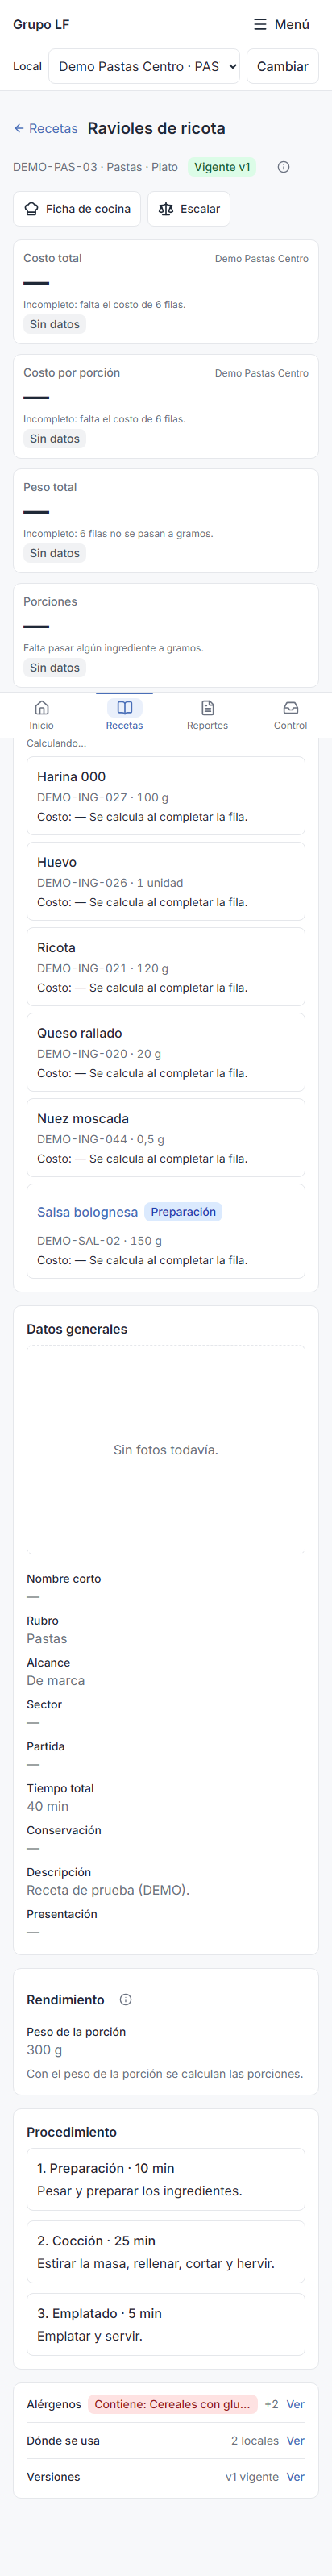 Grupo LF
Menú
Local
Demo Pastas Centro · PAS
Cambiar
← Recetas Ravioles de ricota
DEMO-PAS-03 · Pastas · Plato Vigente v1
Ficha de cocina
Escalar
Costo total Demo Pastas Centro
—
Incompleto: falta el costo de 6 filas.
Sin datos
Costo por porción Demo Pastas Centro
—
Incompleto: falta el costo de 6 filas.
Sin datos
Peso total
—
Incompleto: 6 filas no se pasan a gramos.
Sin datos
Porciones
—
Falta pasar algún ingrediente a gramos.
Sin datos
Inicio
Recetas
Reportes
Control
Calculando...
Harina 000
DEMO-ING-027 · 100 g
Costo: — Se calcula al completar la fila.
Huevo
DEMO-ING-026 · 1 unidad
Costo: — Se calcula al completar la fila.
Ricota
DEMO-ING-021 · 120 g
Costo: — Se calcula al completar la fila.
Queso rallado
DEMO-ING-020 · 20 g
Costo: — Se calcula al completar la fila.
Nuez moscada
DEMO-ING-044 · 0,5 g
Costo: — Se calcula al completar la fila.
Salsa bolognesa Preparación
DEMO-SAL-02 · 150 g
Costo: — Se calcula al completar la fila.
Datos generales
Sin fotos todavía.
Nombre corto
—
Rubro
Pastas
Alcance
De marca
Sector
—
Partida
—
Tiempo total
40 min
Conservación
—
Descripción
Receta de prueba (DEMO).
Presentación
—
Rendimiento
Peso de la porción
300 g
Con el peso de la porción se calculan las porciones.
Procedimiento
1. Preparación · 10 min
Pesar y preparar los ingredientes.
2. Cocción · 25 min
Estirar la masa, rellenar, cortar y hervir.
3. Emplatado · 5 min
Emplatar y servir.
Alérgenos Contiene: Cereales con glu... +2 Ver
Dónde se usa 2 locales Ver
Versiones v1 vigente Ver